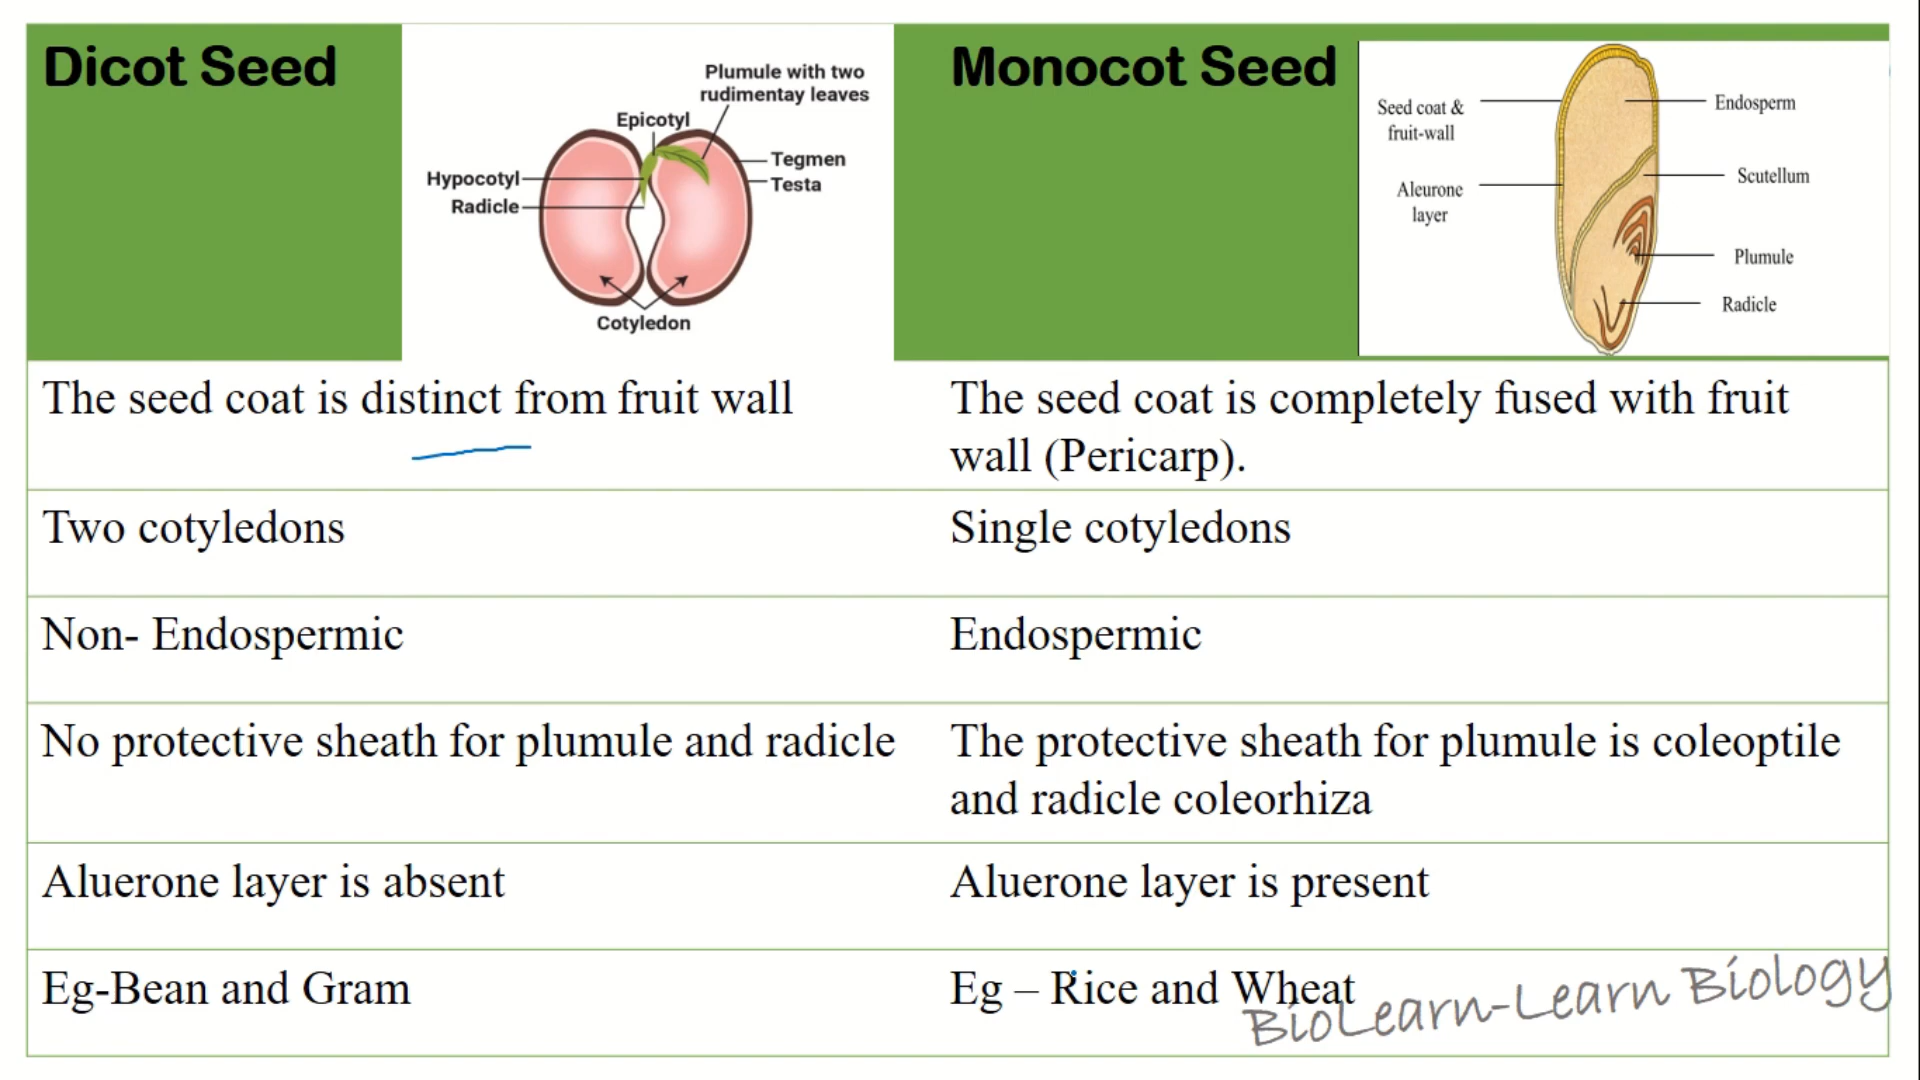 Dicot Seed
Plumule with two
rudimentay leaves
Epicotyl
Hypocotyl
Radicle
Tegmen
Testa
Cotyledon
Monocot Seed
Seed coat &
fruit-wall
Aleurone
layer
Endosperm
Scutellum
Plumule
Radicle
The seed coat is distinct from fruit wall
The seed coat is completely fused with fruit
wall (Pericarp).
Two cotyledons
Single cotyledons
Non- Endospermic
Endospermic
No protective sheath for plumule and radicle
The protective sheath for plumule is coleoptile
and radicle coleorhiza
Aluerone layer is absent
Aluerone layer is present
Eg-Bean and Gram
Eg – Rice and Wheat
BioLearn-Learn Biology